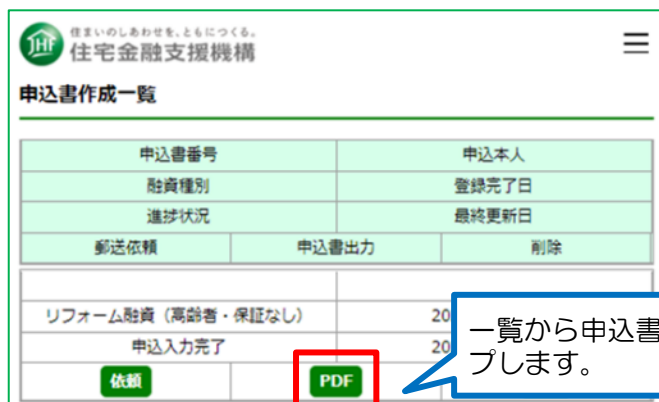 住まいのしあわせを、ともにつくる。
JHF 住宅金融支援機構
申込書作成一覧
申込書番号 申込本人
融資種別 登録完了日
進捗状況 最終更新日
郵送依頼 申込書出力 削除
リフォーム融資（高齢者・保証なし） 20
申込入力完了 20
一覧から申込書
プします。
依頼 PDF